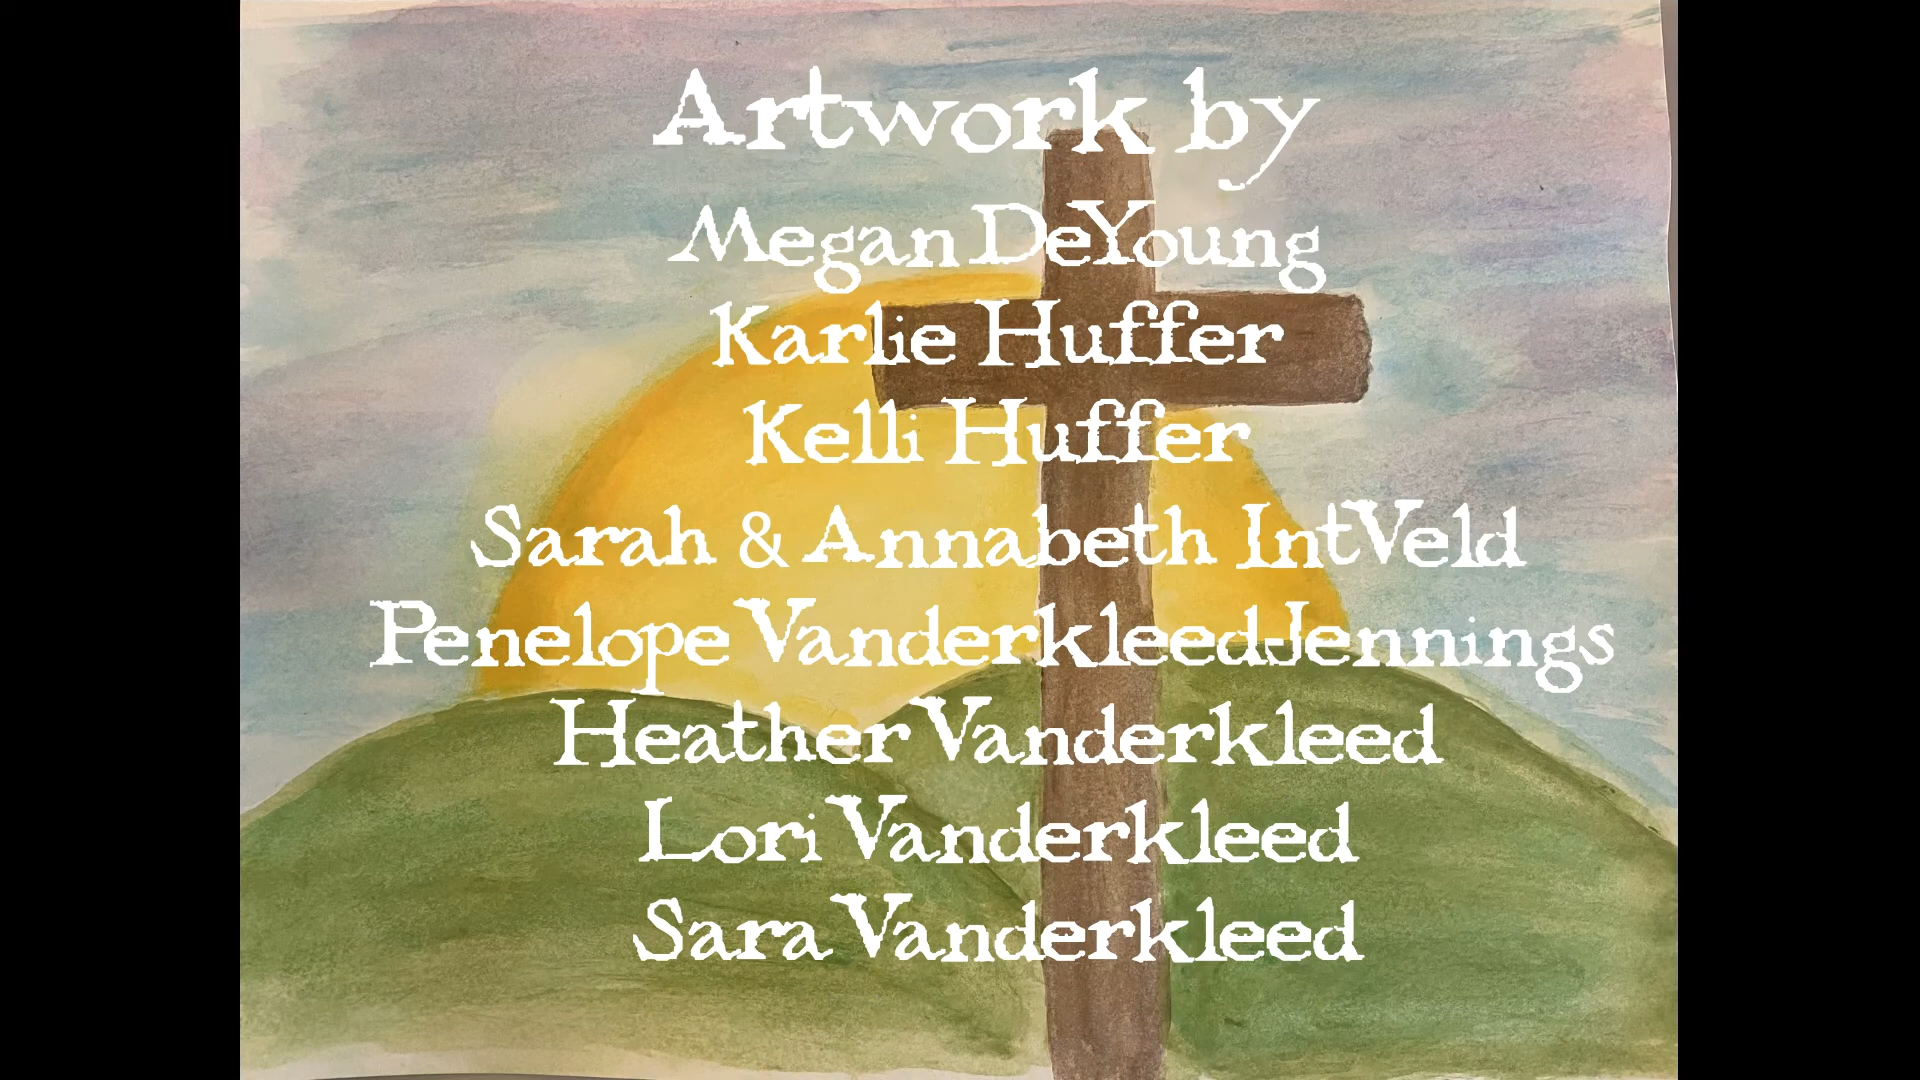 Artwork by
Megan DeYoung
Karlie Huffer
Kelli Huffer
Sarah & Annabeth IntVeld
Penelope Vanderkleed-Jennings
Heather Vanderkleed
Lori Vanderkleed
Sara Vanderkleed